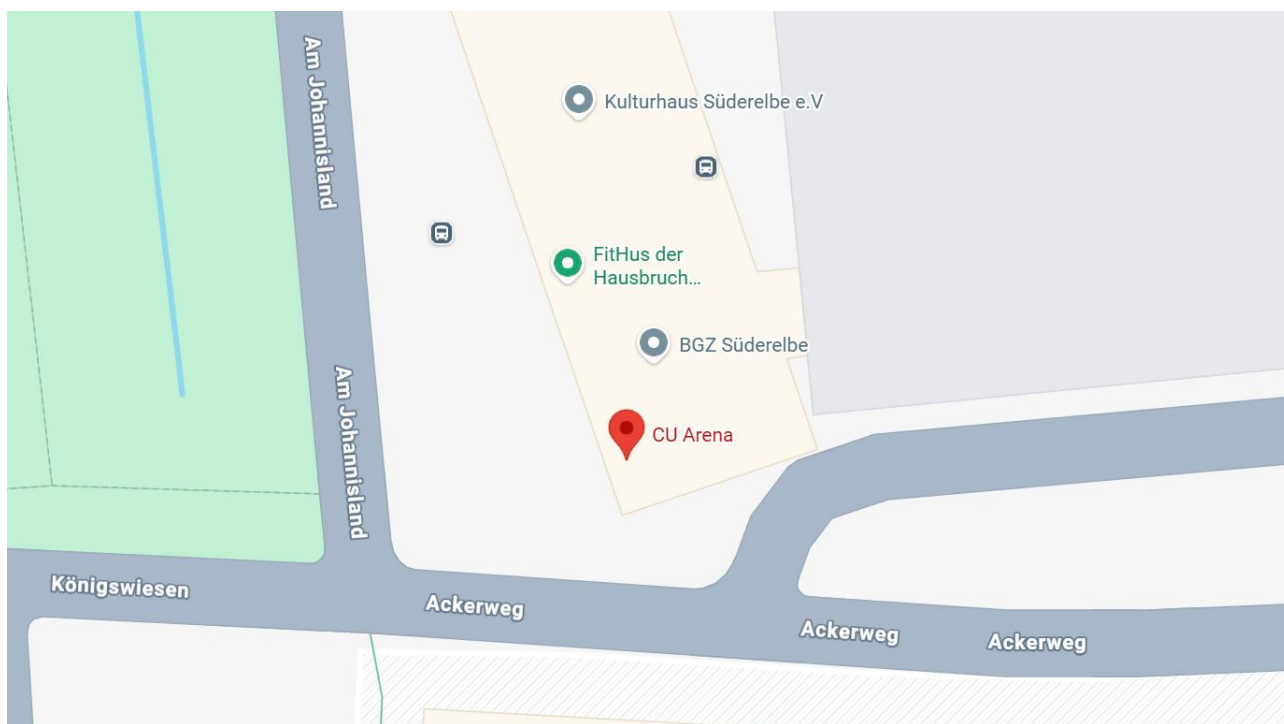 Am Johannisland
Kulturhaus Süderelbe e.V
FitHus der
Hausbruch...
BGZ Süderelbe
Am Johannisland
CU Arena
Königswiesen
Ackerweg
Ackerweg
Ackerweg